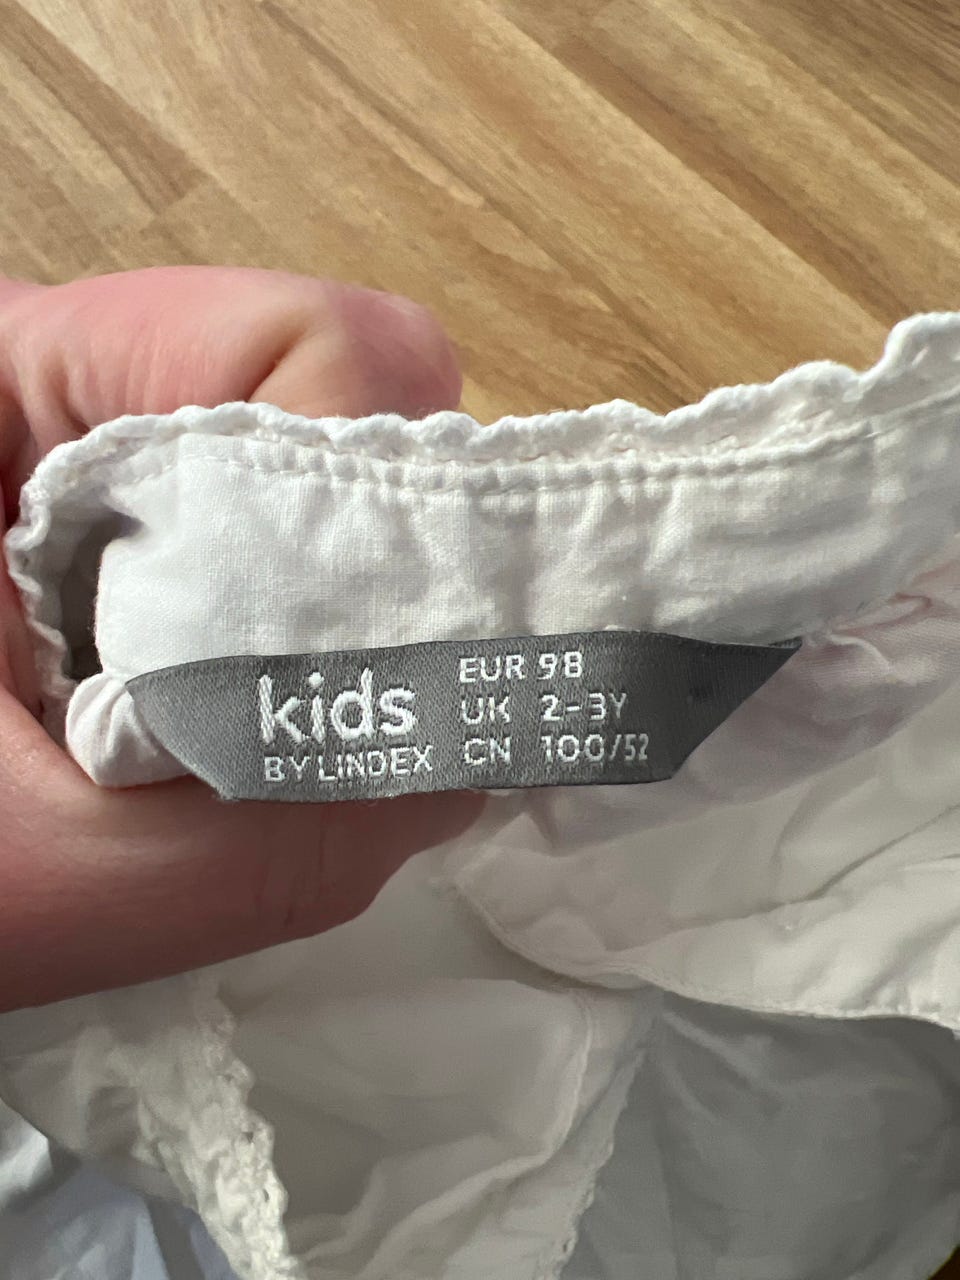 kids
BY LINDEX
EUR 98
UK 2-3Y
CN 100/52